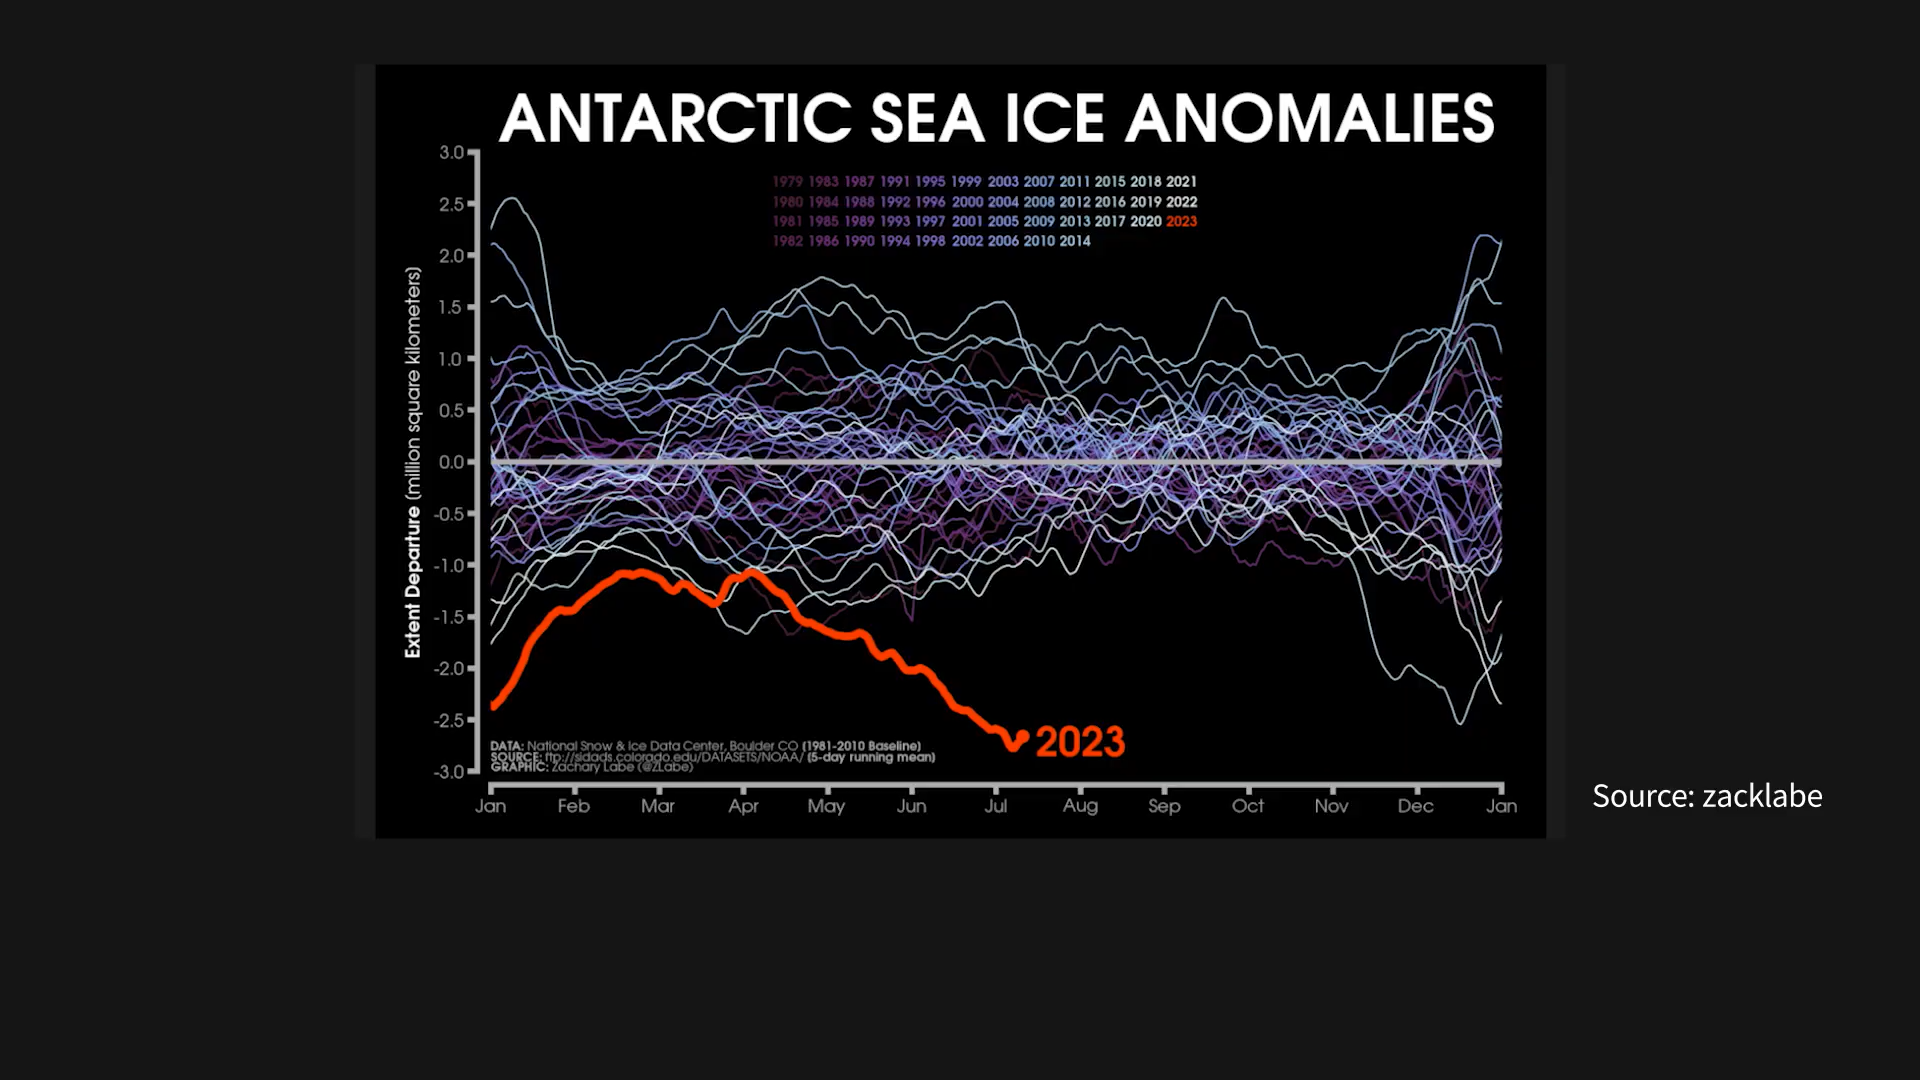 ANTARCTIC SEA ICE ANOMALIES
3.0
2.5
2.0
1.5
1.0
0.5
0.0
-0.5
-1.0
-1.5
-2.0
-2.5
-3.0
Extent Departure (million square kilometers)
1979 1983 1987 1991 1995 1999 2003 2007 2011 2015 2018 2021
1980 1984 1988 1992 1996 2000 2004 2008 2012 2016 2019 2022
1981 1985 1989 1993 1997 2001 2005 2009 2013 2017 2020 2023
1982 1986 1990 1994 1998 2002 2006 2010 2014
2023
DATA: National Snow & Ice Data Center, Boulder CO (1981-2010 Baseline)
SOURCE: ftp://sidads.colorado.edu/DATASETS/NOAA/ (5-day running mean)
GRAPHIC: Zachary Labe (@ZLabe)
Jan Feb Mar Apr May Jun Jul Aug Sep Oct Nov Dec Jan
Source: zacklabe